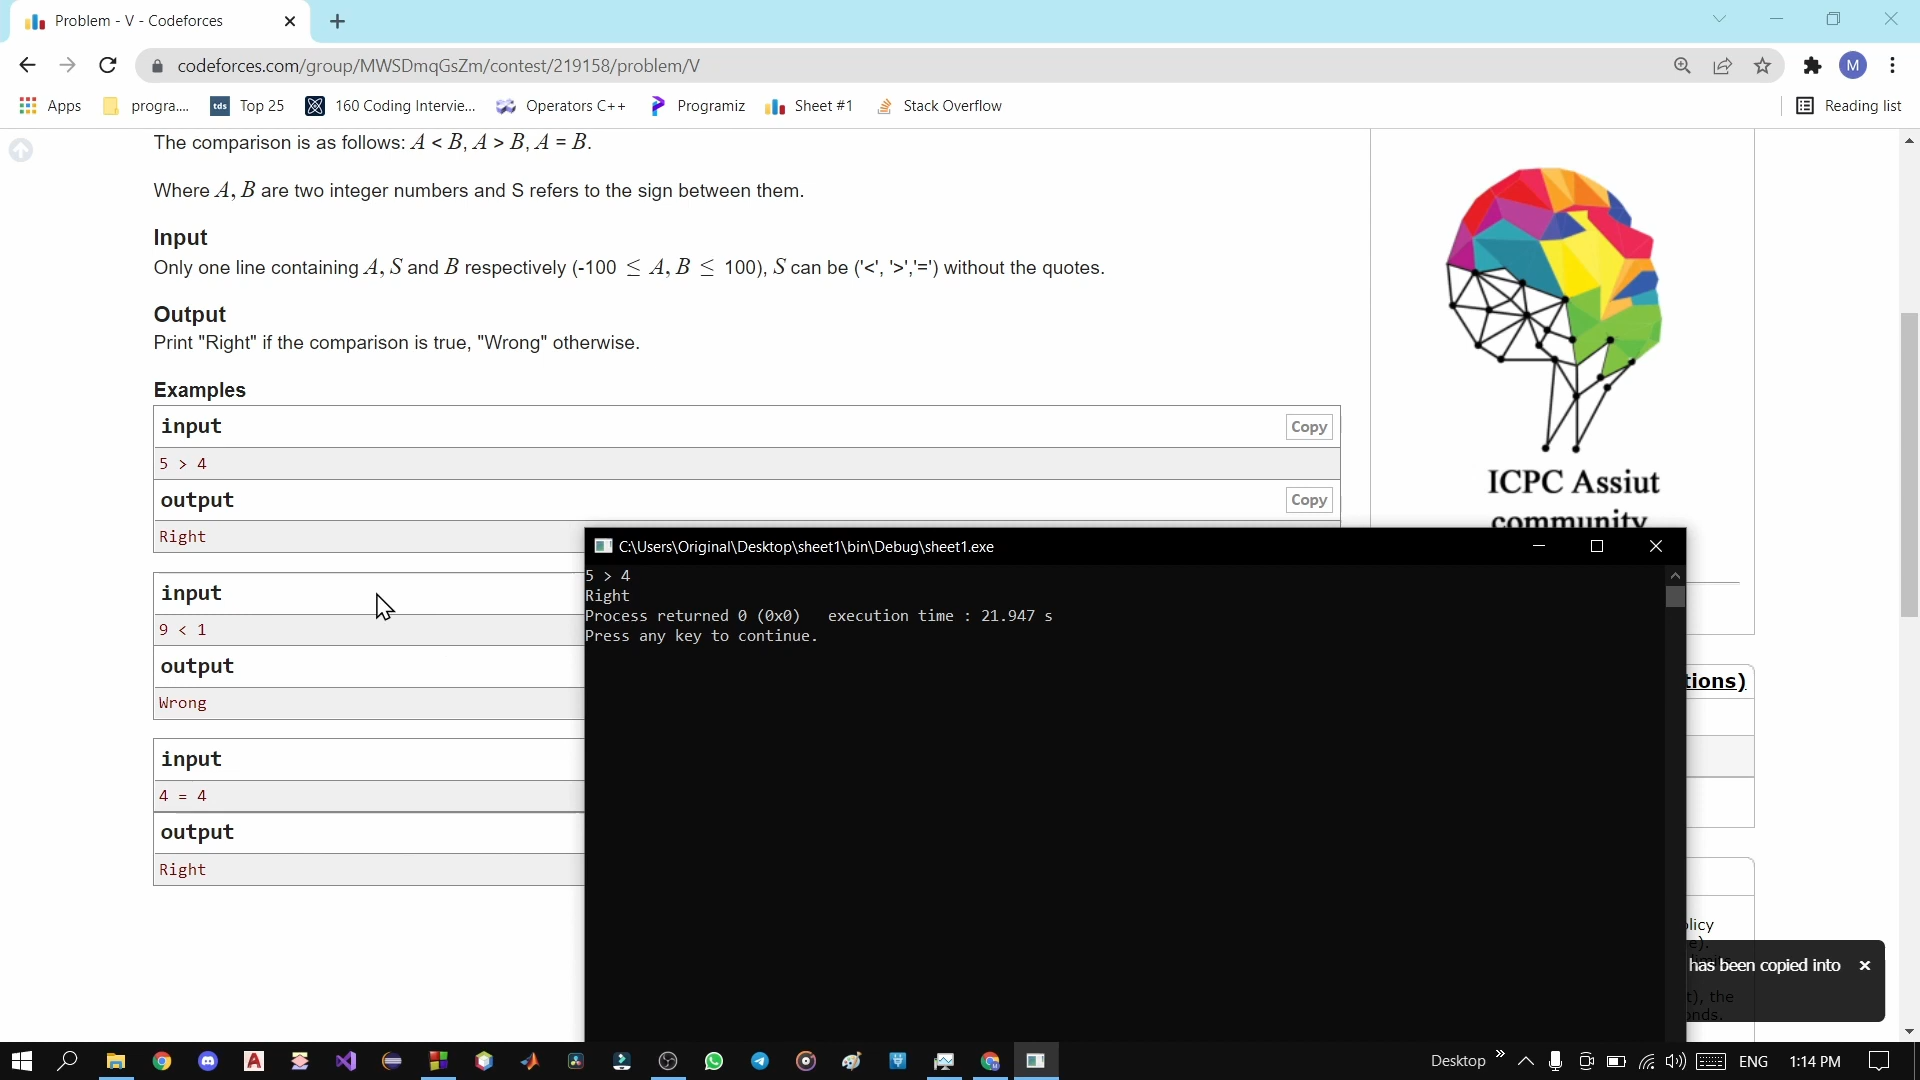 Problem - V - Codeforces
codeforces.com/group/MWSDmqGsZm/contest/219158/problem/V
M
Apps
progra....
tds
Top 25
160 Coding Intervie...
Operators C++
Programiz
Sheet #1
Stack Overflow
Reading list
The comparison is as follows: A < B, A > B, A = B.
Where A, B are two integer numbers and S refers to the sign between them.
Input
Only one line containing A, S and B respectively (-100 ≤ A, B ≤ 100), S can be ('<', '>','=') without the quotes.
Output
Print "Right" if the comparison is true, "Wrong" otherwise.
Examples
input
Copy
5 > 4
output
Copy
Right
input
9 < 1
output
Wrong
input
4 = 4
output
Right
ICPC Assiut
community
C:\Users\Original\Desktop\sheet1\bin\Debug\sheet1.exe
5 > 4
Right
Process returned 0 (0x0)   execution time : 21.947 s
Press any key to continue.
tions)
licy
has been copied into
t), the
onds.
Desktop
ENG
1:14 PM